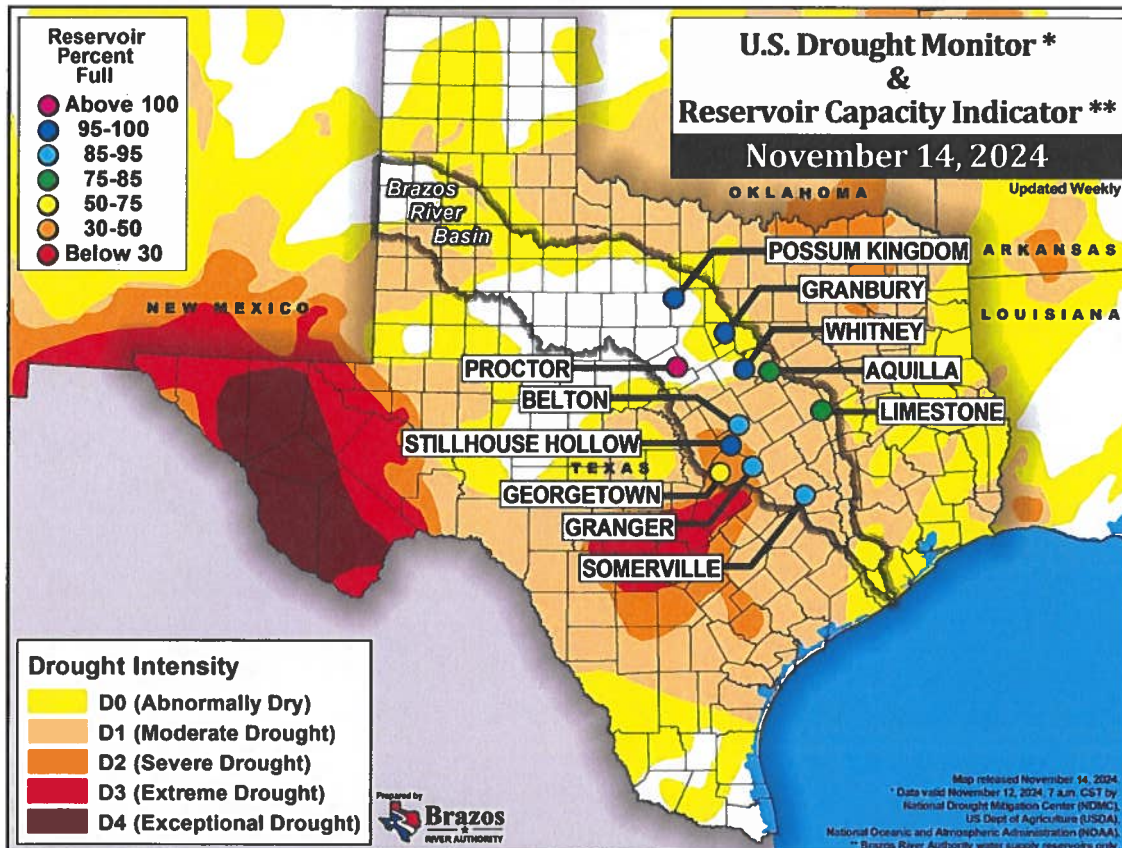 Reservoir
Percent
Full
Above 100
95-100
85-95
75-85
50-75
30-50
Below 30
U.S. Drought Monitor *
&
Reservoir Capacity Indicator **
November 14, 2024
Updated Weekly
OKLAHOMA
ARKANSAS
LOUISIANA
NEW MEXICO
TEXAS
Brazos
River
Basin
POSSUM KINGDOM
GRANBURY
WHITNEY
PROCTOR
AQUILLA
BELTON
LIMESTONE
STILLHOUSE HOLLOW
GEORGETOWN
GRANGER
SOMERVILLE
Drought Intensity
D0 (Abnormally Dry)
D1 (Moderate Drought)
D2 (Severe Drought)
D3 (Extreme Drought)
D4 (Exceptional Drought)
Prepared by
Brazos
RIVER AUTHORITY
Map released November 14, 2024.
* Data valid November 12, 2024, 7 a.m. CST by
National Drought Mitigation Center (NDMC),
US Dept of Agriculture (USDA),
National Oceanic and Atmospheric Administration (NOAA).
** Brazos River Authority water supply reservoirs only.